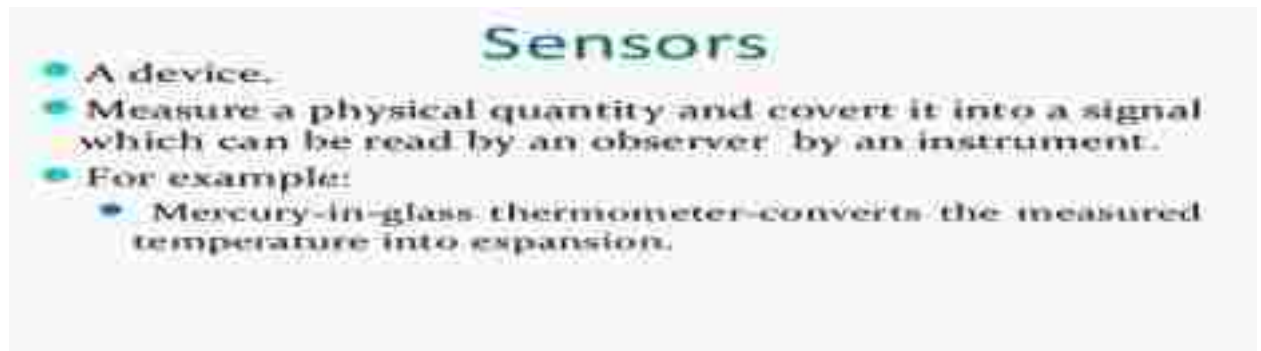 Sensors
A device.
Measure a physical quantity and covert it into a signal
which can be read by an observer by an instrument.
For example:
Mercury-in-glass thermometer-converts the measured
temperature into expansion.